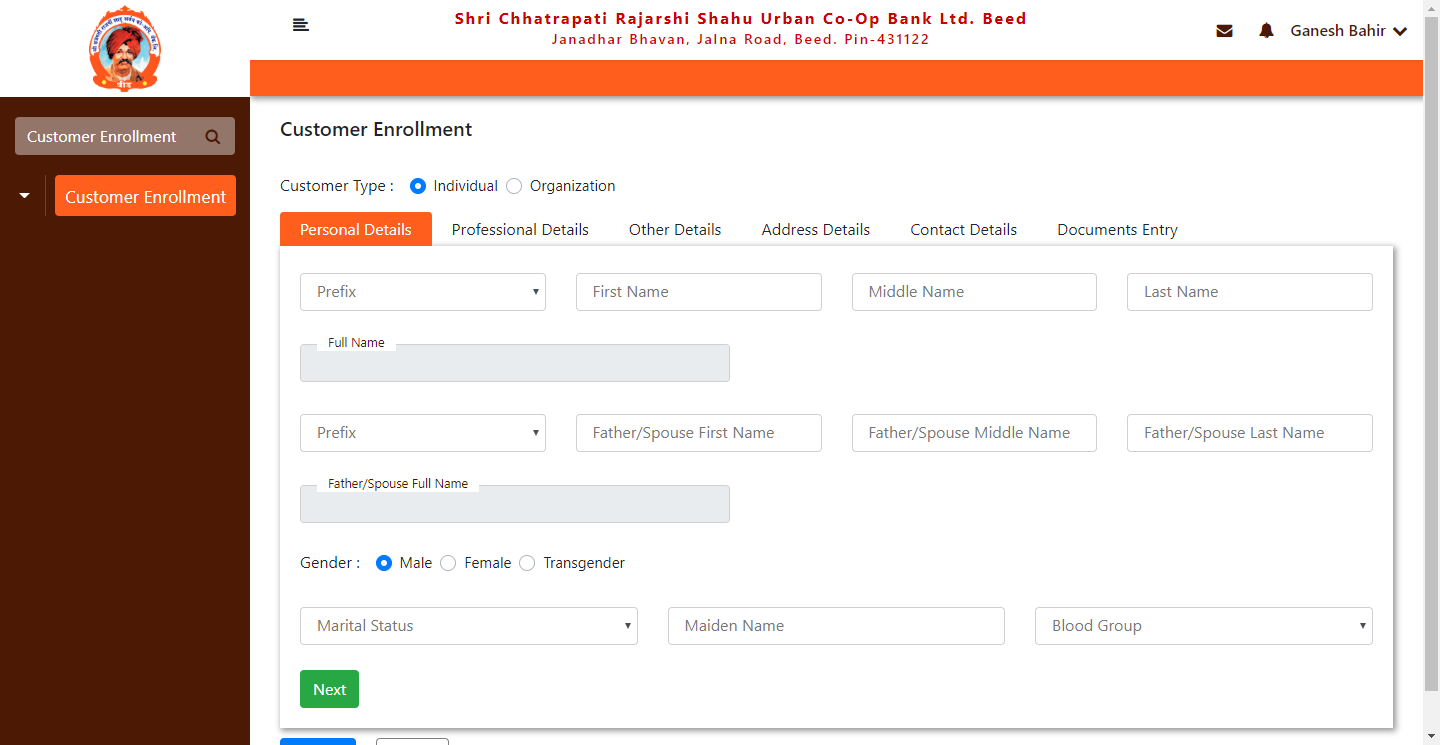 Shri Chhatrapati Rajarshi Shahu Urban Co-Op Bank Ltd. Beed
Janadhar Bhavan, Jalna Road, Beed. Pin-431122
Ganesh Bahir
बीड
Customer Enrollment
Customer Enrollment
Customer Enrollment
Customer Type : Individual Organization
Personal Details Professional Details Other Details Address Details Contact Details Documents Entry
Prefix First Name Middle Name Last Name
Full Name
Prefix Father/Spouse First Name Father/Spouse Middle Name Father/Spouse Last Name
Father/Spouse Full Name
Gender : Male Female Transgender
Marital Status Maiden Name Blood Group
Next